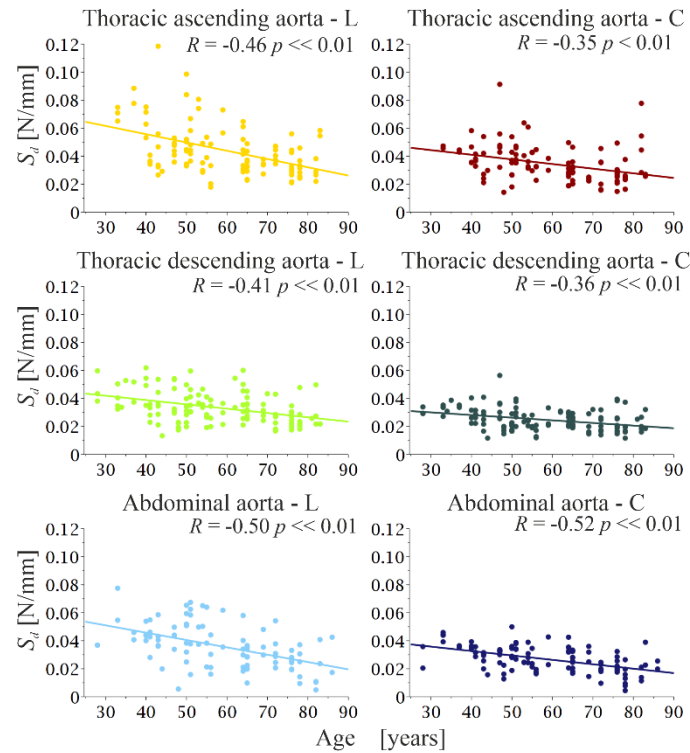 Thoracic ascending aorta - L
R = -0.46 p << 0.01
0.12
0.10
0.08
0.06
0.04
0.02
0
S_d [N/mm]
30 40 50 60 70 80 90
Thoracic ascending aorta - C
R = -0.35 p < 0.01
0.12
0.10
0.08
0.06
0.04
0.02
0
30 40 50 60 70 80 90
Thoracic descending aorta - L
R = -0.41 p << 0.01
0.12
0.10
0.08
0.06
0.04
0.02
0
S_d [N/mm]
30 40 50 60 70 80 90
Thoracic descending aorta - C
R = -0.36 p << 0.01
0.12
0.10
0.08
0.06
0.04
0.02
0
30 40 50 60 70 80 90
Abdominal aorta - L
R = -0.50 p << 0.01
0.12
0.10
0.08
0.06
0.04
0.02
0
S_d [N/mm]
30 40 50 60 70 80 90
Abdominal aorta - C
R = -0.52 p << 0.01
0.12
0.10
0.08
0.06
0.04
0.02
0
30 40 50 60 70 80 90
Age [years]